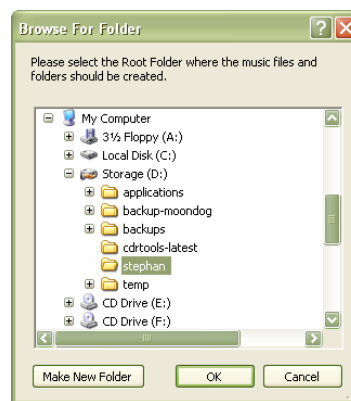 Browse For Folder
Please select the Root Folder where the music files and
folders should be created.
My Computer
3½ Floppy (A:)
Local Disk (C:)
Storage (D:)
applications
backup-moondog
backups
cdrtools-latest
stephan
temp
CD Drive (E:)
CD Drive (F:)
Make New Folder
OK
Cancel